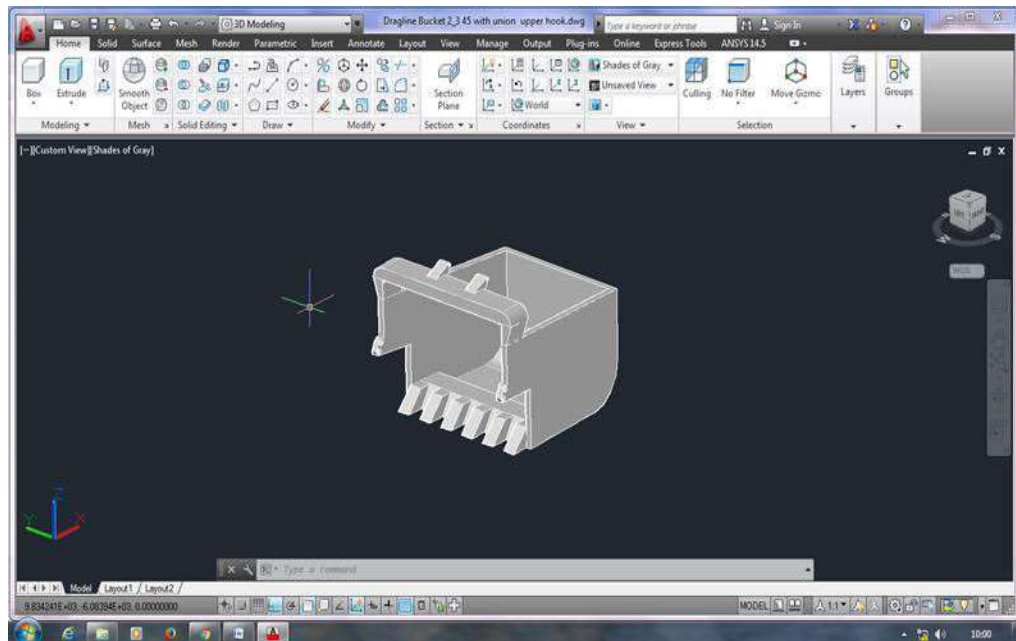 3D Modeling
Dragline Bucket 2_3 45 with union upper hook.dwg
Type a keyword or phrase
Sign In
Home Solid Surface Mesh Render Parametric Insert Annotate Layout View Manage Output Plug-ins Online Express Tools ANSYS 14.5
Box
Extrude
Smooth
Object
Section
Plane
World
Shades of Gray
Unsaved View
Culling
No Filter
Move Gizmo
Layers
Groups
Modeling Mesh Solid Editing Draw Modify Section Coordinates View Selection
[−][Custom View][Shades of Gray]
WCS
Z
Y X
Type a command
Model Layout1 Layout2
9.834241E+03, -6.08394E+03, 0.00000000
MODEL
1:1
10:00